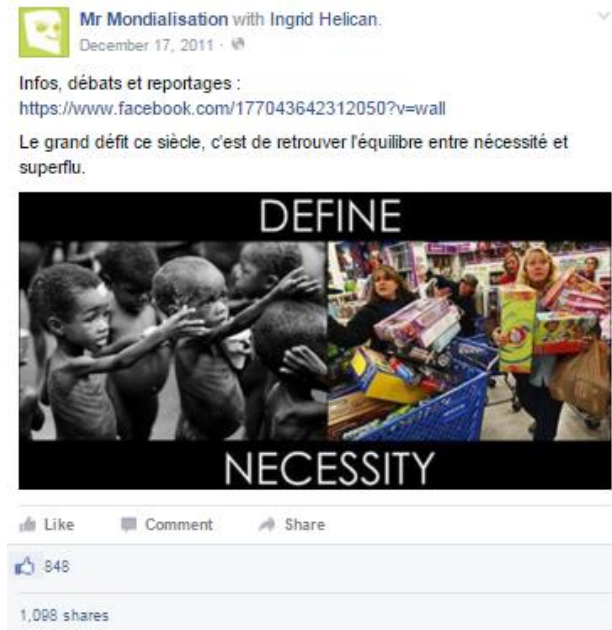 Mr Mondialisation with Ingrid Helican.
December 17, 2011 ·
Infos, débats et reportages :
https://www.facebook.com/177043642312050?v=wall
Le grand défit ce siècle, c'est de retrouver l'équilibre entre nécessité et
superflu.
DEFINE
NECESSITY
Like Comment Share
848
1,098 shares